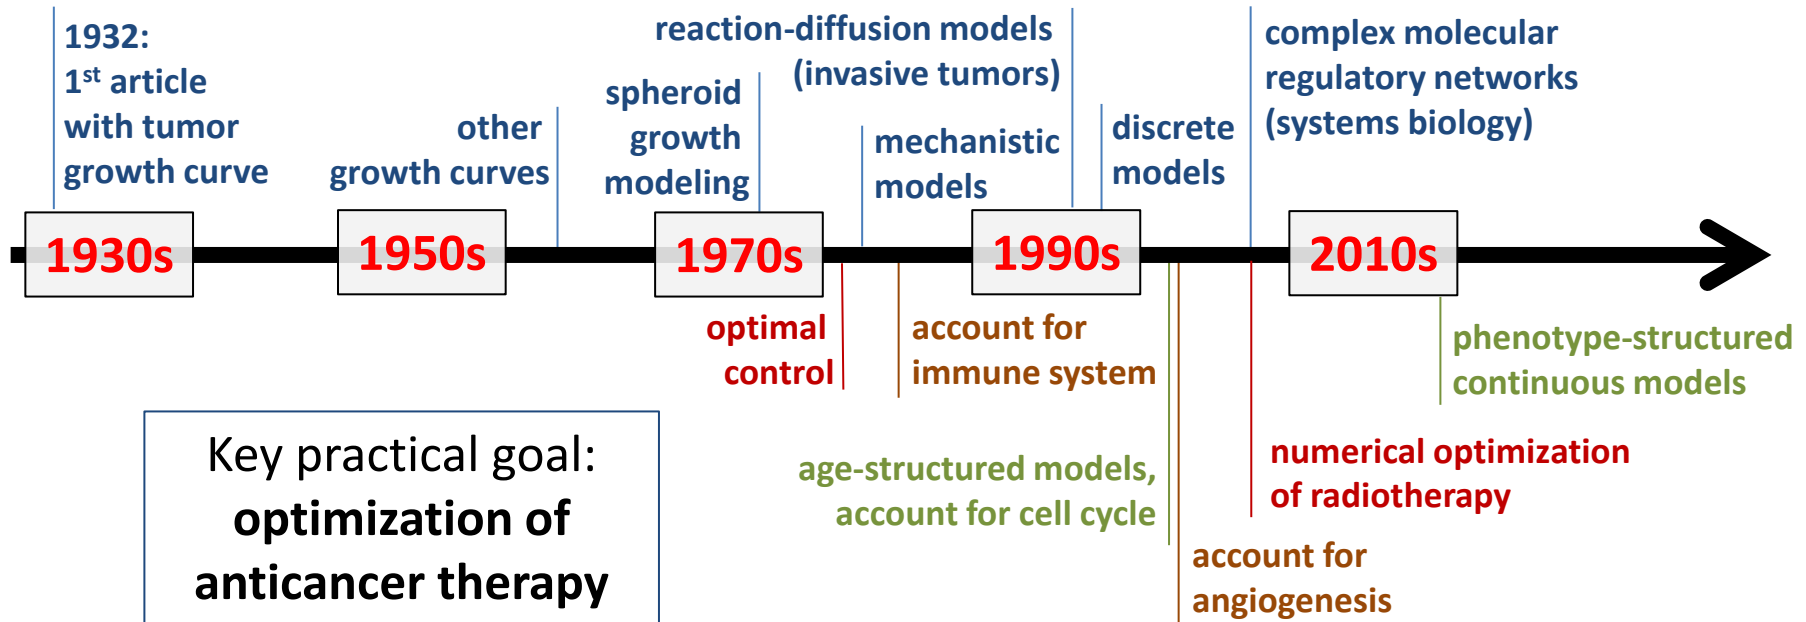 1932:
1st article
with tumor
growth curve
other
growth curves
spheroid
growth
modeling
reaction-diffusion models
(invasive tumors)
mechanistic
models
discrete
models
complex molecular
regulatory networks
(systems biology)
1930s
1950s
1970s
1990s
2010s
optimal
control
account for
immune system
age-structured models,
account for cell cycle
account for
angiogenesis
numerical optimization
of radiotherapy
phenotype-structured
continuous models
Key practical goal:
optimization of
anticancer therapy